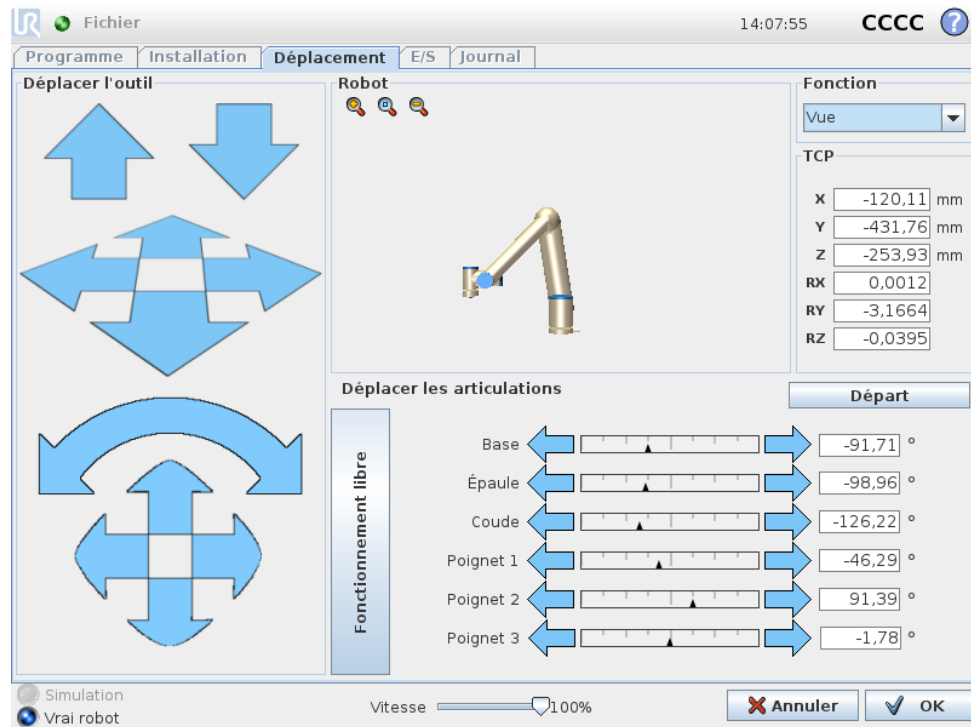 UR Fichier 14:07:55 CCCC ?
Programme Installation Déplacement E/S Journal
Déplacer l'outil
Robot
Fonction
Vue
TCP
X -120,11 mm
Y -431,76 mm
Z -253,93 mm
RX 0,0012
RY -3,1664
RZ -0,0395
Déplacer les articulations
Départ
Fonctionnement libre
Base -91,71 °
Épaule -98,96 °
Coude -126,22 °
Poignet 1 -46,29 °
Poignet 2 91,39 °
Poignet 3 -1,78 °
Simulation
Vrai robot
Vitesse 100%
Annuler
OK